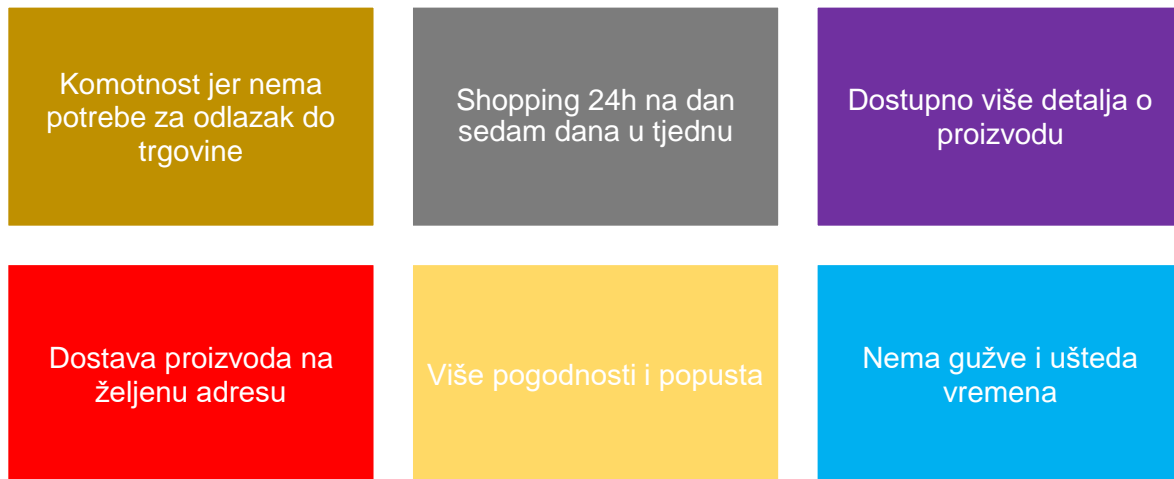 Komotnost jer nema
potrebe za odlazak do
trgovine
Shopping 24h na dan
sedam dana u tjednu
Dostupno više detalja o
proizvodu
Dostava proizvoda na
željenu adresu
Više pogodnosti i popusta
Nema gužve i ušteda
vremena